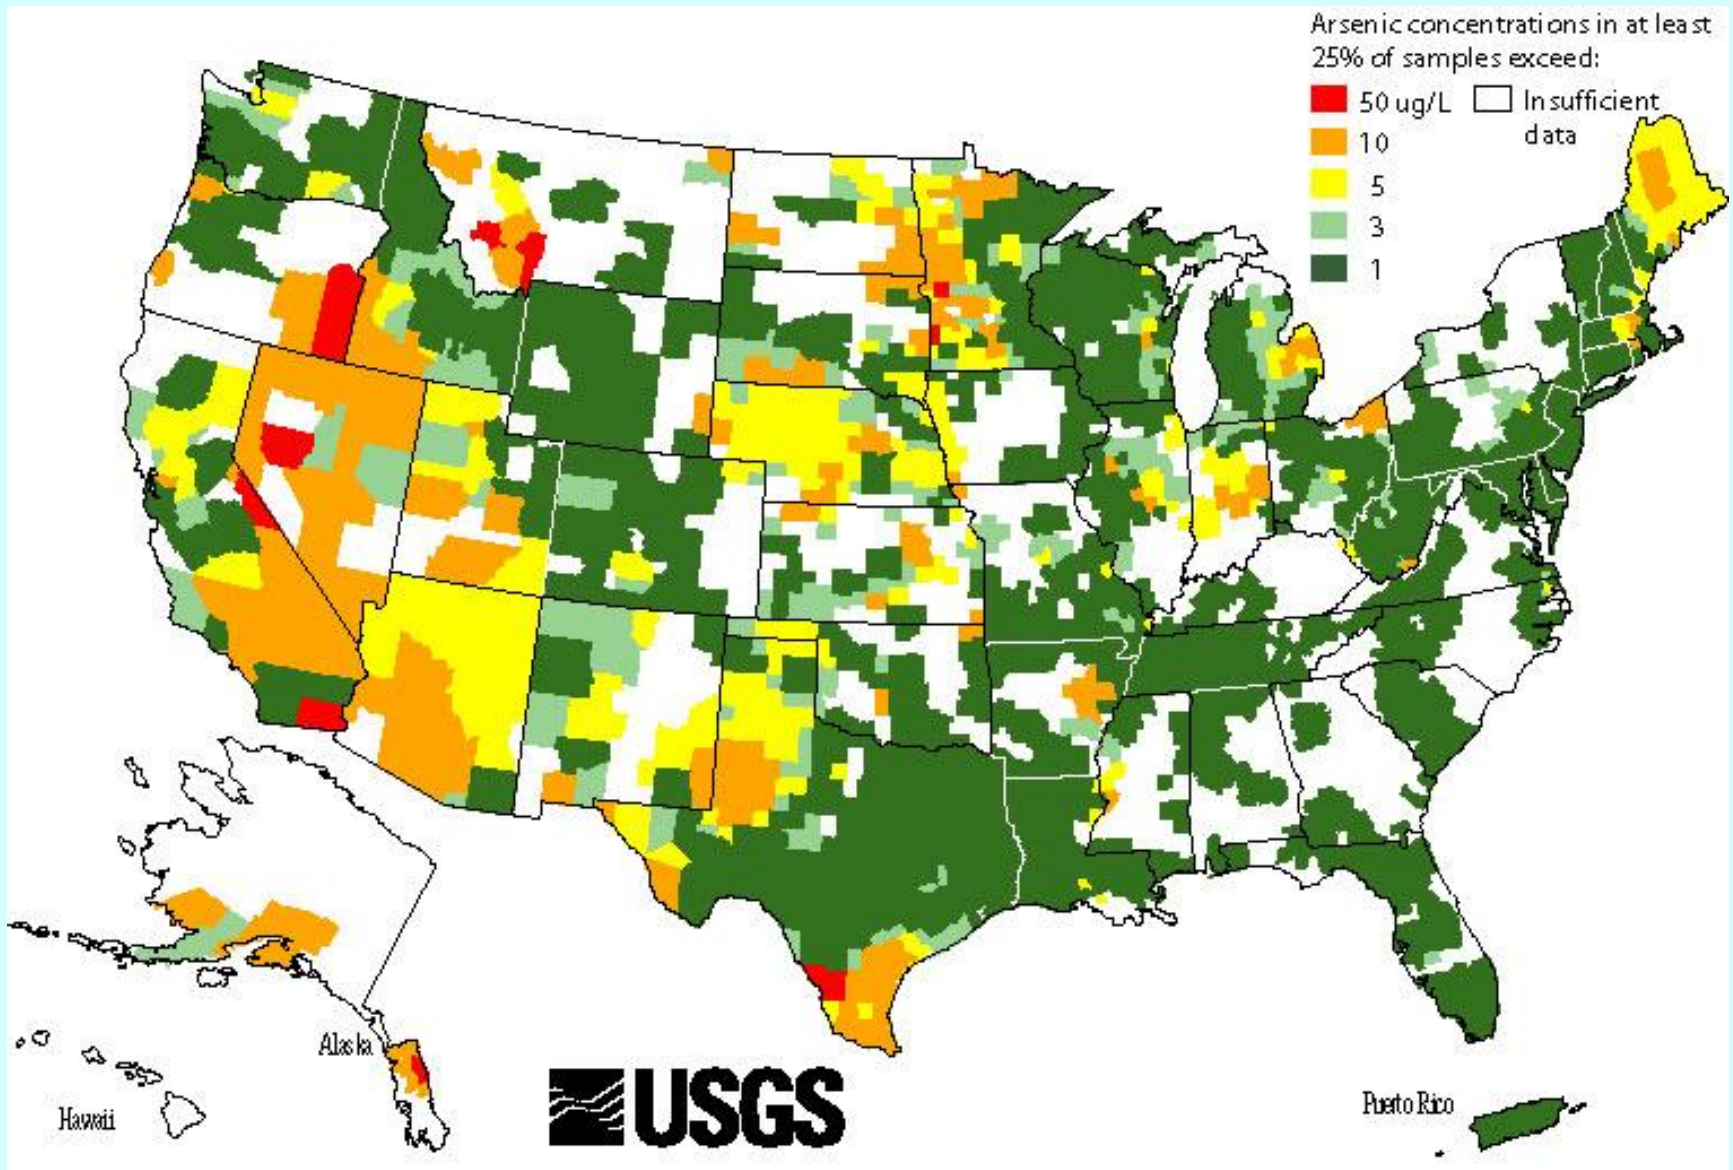 Arsenic concentrations in at least
25% of samples exceed:
50 ug/L
Insufficient
data
10
5
3
1
Alaska
Hawaii
USGS
Puerto Rico